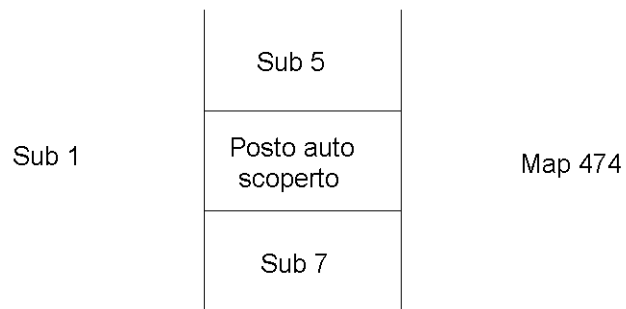 Sub 5
Sub 1
Posto auto
scoperto
Map 474
Sub 7